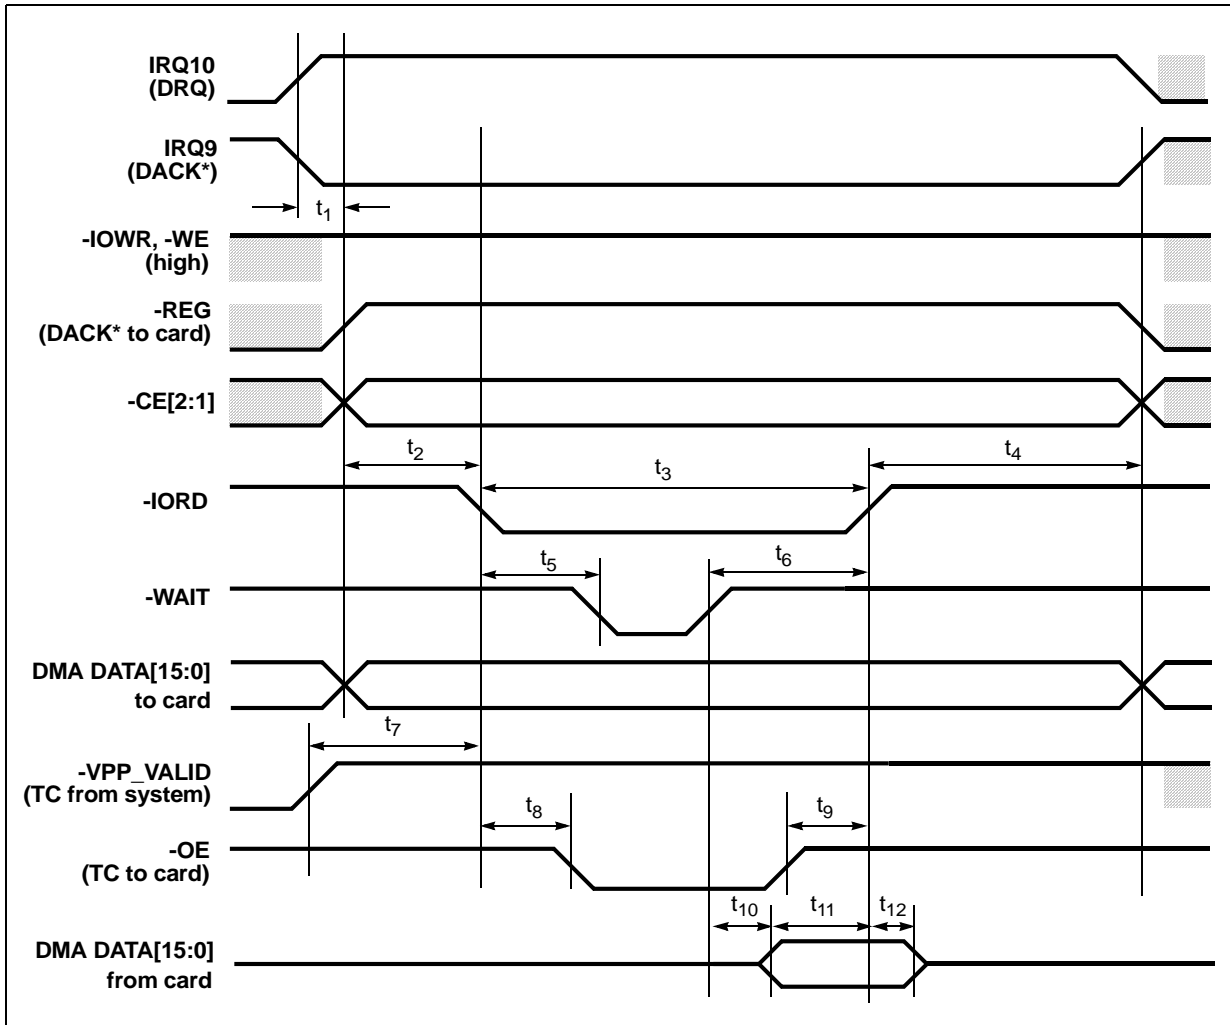 IRQ10
(DRQ)
IRQ9
(DACK*)
t1
-IOWR, -WE
(high)
-REG
(DACK* to card)
-CE[2:1]
t2
t3
t4
-IORD
t5
t6
-WAIT
DMA DATA[15:0]
to card
t7
-VPP_VALID
(TC from system)
t8
t9
-OE
(TC to card)
t10
t11
t12
DMA DATA[15:0]
from card